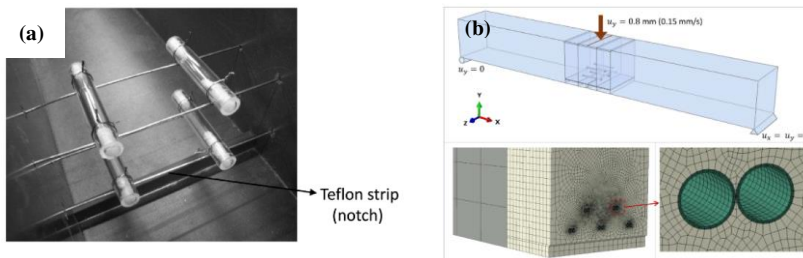 (a)
Teflon strip
(notch)
(b)
u_y = 0.8 mm (0.15 mm/s)
u_y = 0
Y
Z
X
u_x = u_y =